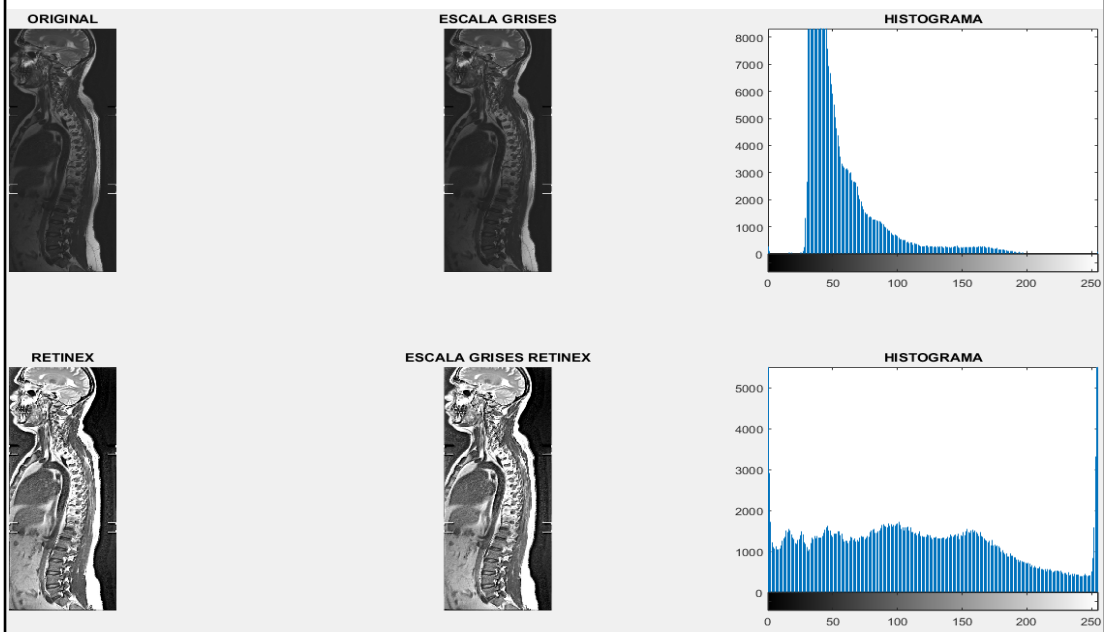 ORIGINAL
ESCALA GRISES
HISTOGRAMA
8000
7000
6000
5000
4000
3000
2000
1000
0
0 50 100 150 200 250
RETINEX
ESCALA GRISES RETINEX
HISTOGRAMA
5000
4000
3000
2000
1000
0
0 50 100 150 200 250